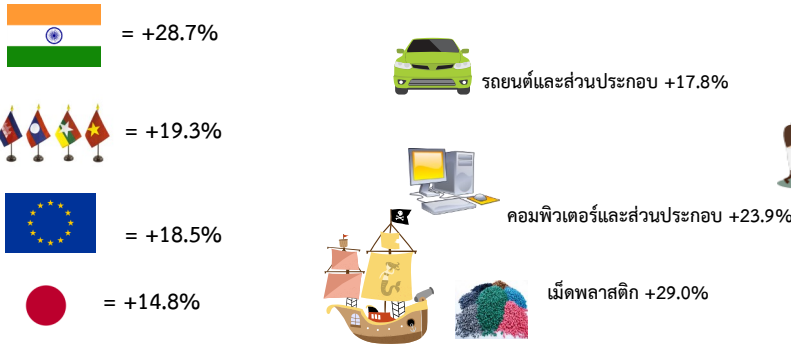 = +28.7%
= +19.3%
= +18.5%
= +14.8%
รถยนต์และส่วนประกอบ +17.8%
คอมพิวเตอร์และส่วนประกอบ +23.9%
เม็ดพลาสติก +29.0%